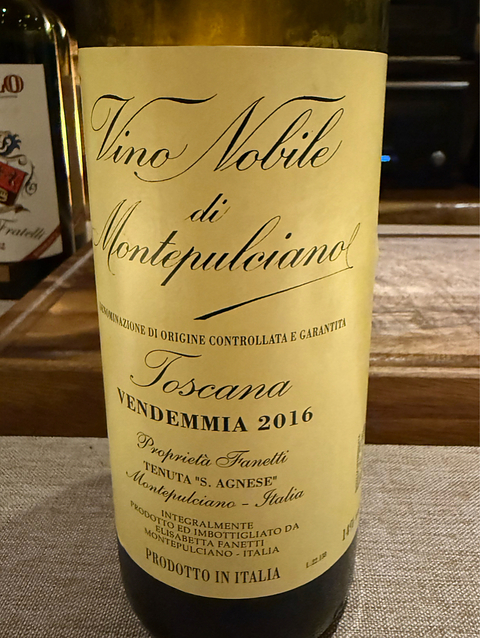 Vino Nobile
di
Montepulciano
DENOMINAZIONE DI ORIGINE CONTROLLATA E GARANTITA
Toscana
VENDEMMIA 2016
Proprietà Fanetti
TENUTA "S. AGNESE"
Montepulciano - Italia
INTEGRALMENTE
PRODOTTO ED IMBOTTIGLIATO DA
ELISABETTA FANETTI
MONTEPULCIANO - ITALIA
PRODOTTO IN ITALIA
Fratelli